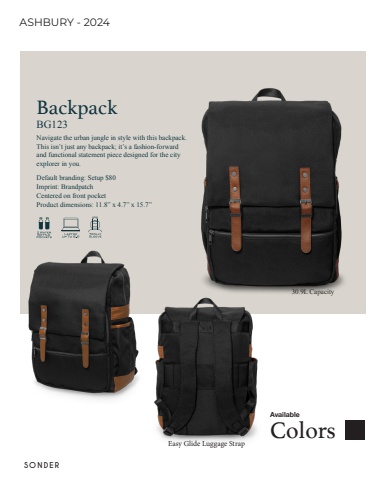 ASHBURY - 2024
Backpack
BG123
Navigate the urban jungle in style with this backpack.
This isn't just any backpack; it's a fashion-forward
and functional statement piece designed for the city
explorer in you.
Default branding: Setup $80
Imprint: Brandpatch
Centered on front pocket
Product dimensions: 11.8" x 4.7" x 15.7"
30.9L Capacity
Easy Glide Luggage Strap
Available
Colors
SONDER